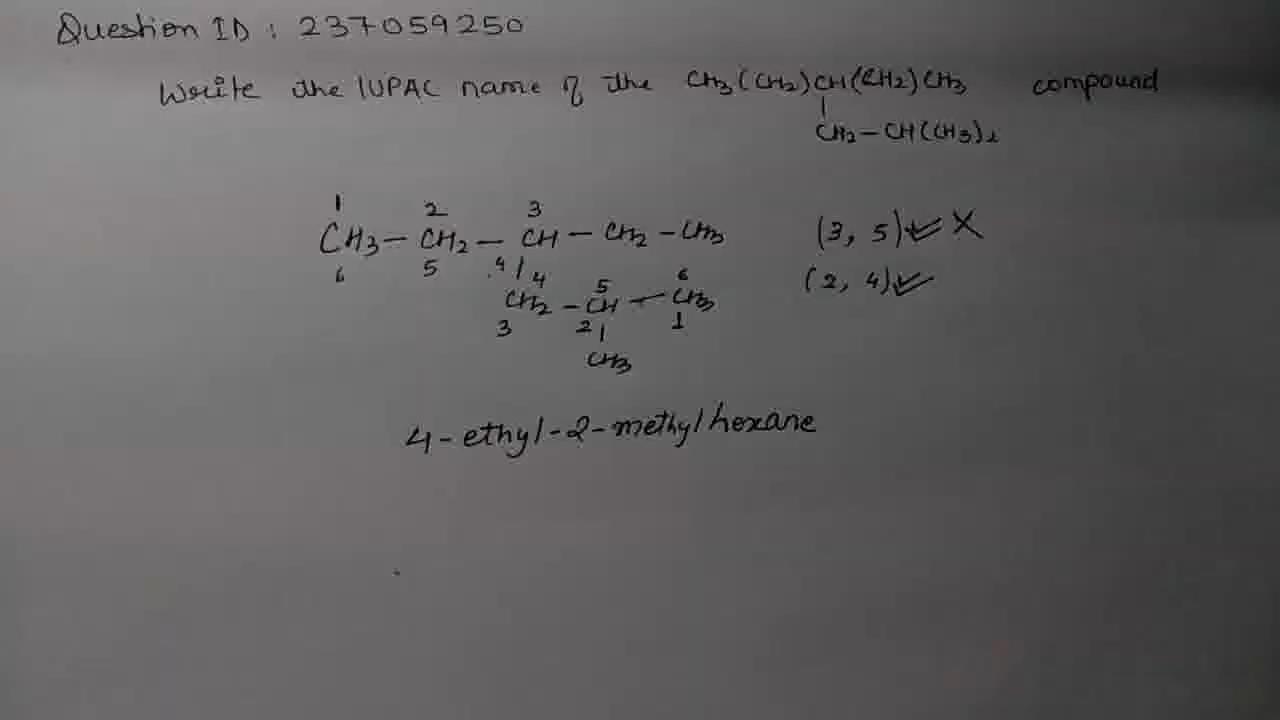 Question ID : 237059250
Write the IUPAC name of the CH3(CH2)CH(CH2)CH3 compound
CH2-CH(CH3)2
1 2 3
CH3-CH2-CH-CH2-CH3 (3, 5) ✓ X
6 5 4 4 5 6 (2, 4) ✓
CH2-CH-CH3
3 2 1
CH3
4-ethyl-2-methylhexane